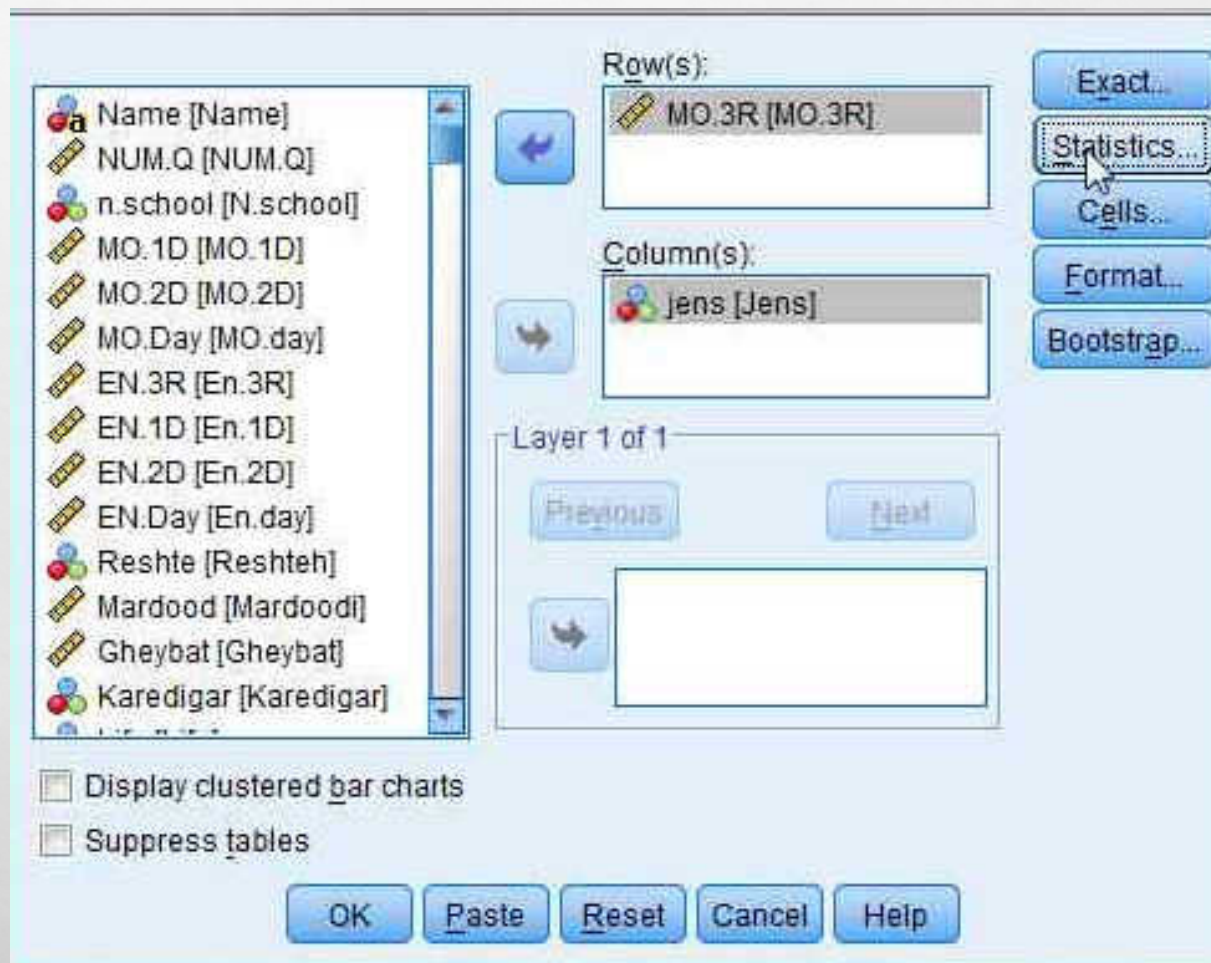 Name [Name]
NUM.Q [NUM.Q]
n.school [N.school]
MO.1D [MO.1D]
MO.2D [MO.2D]
MO.Day [MO.day]
EN.3R [En.3R]
EN.1D [En.1D]
EN.2D [En.2D]
EN.Day [En.day]
Reshte [Reshteh]
Mardood [Mardoodi]
Gheybat [Gheybat]
Karedigar [Karedigar]
Row(s):
MO.3R [MO.3R]
Column(s):
jens [Jens]
Layer 1 of 1
Previous
Next
Exact...
Statistics...
Cells...
Format...
Bootstrap...
Display clustered bar charts
Suppress tables
OK
Paste
Reset
Cancel
Help